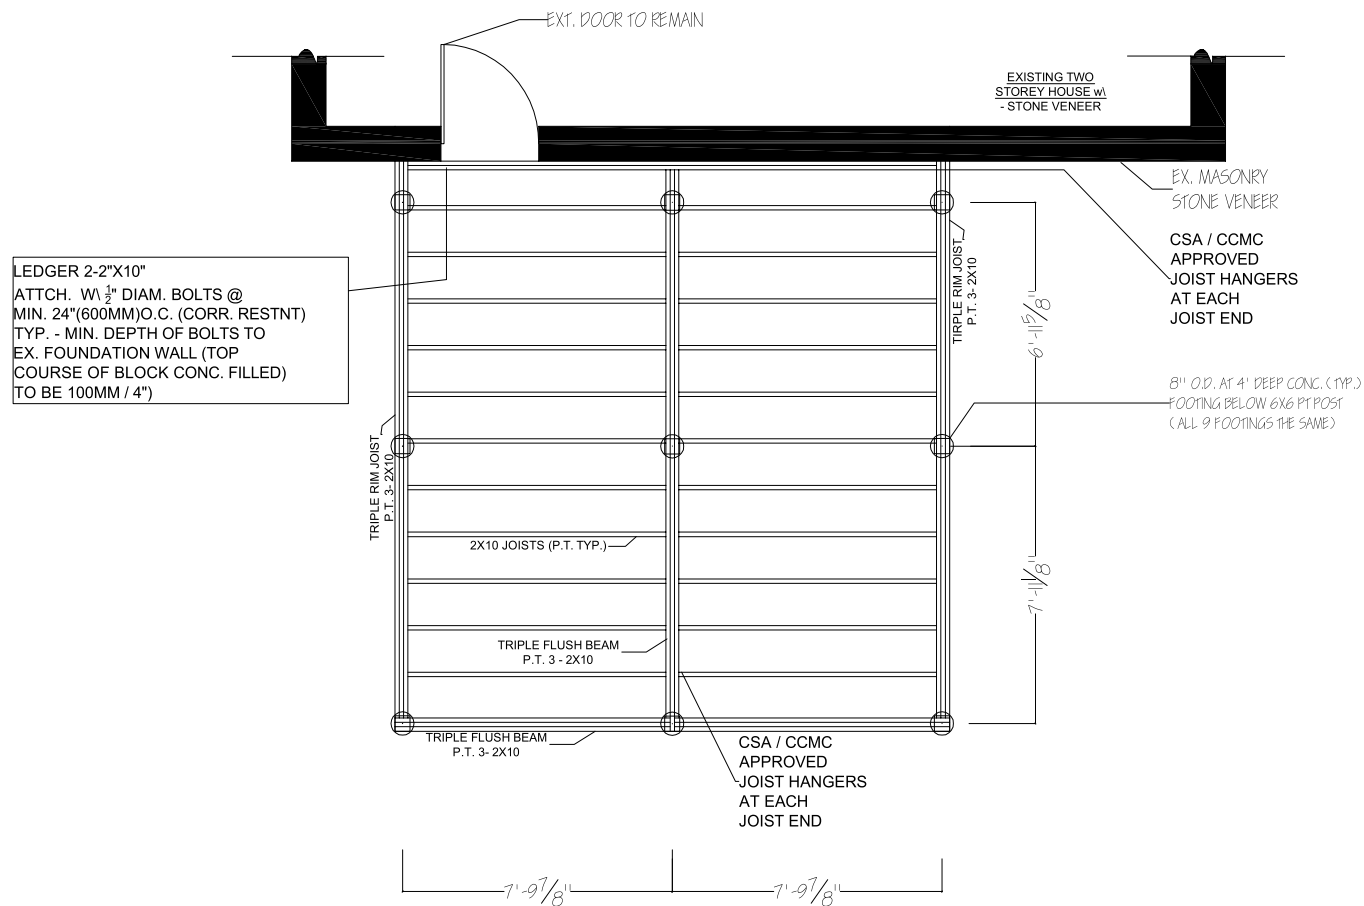 EXT. DOOR TO REMAIN
EXISTING TWO
STOREY HOUSE w\
- STONE VENEER
EX. MASONRY
STONE VENEER
CSA / CCMC
APPROVED
JOIST HANGERS
AT EACH
JOIST END
LEDGER 2-2"X10"
ATTCH. W\ 1/2" DIAM. BOLTS @
MIN. 24"(600MM)O.C. (CORR. RESTNT)
TYP. - MIN. DEPTH OF BOLTS TO
EX. FOUNDATION WALL (TOP
COURSE OF BLOCK CONC. FILLED)
TO BE 100MM / 4")
TIRPLE RIM JOIST
P.T. 3- 2X10
6'-11 5/8"
8" O.D. AT 4' DEEP CONC. (TYP.)
FOOTING BELOW 6X6 PT POST
( ALL 9 FOOTINGS THE SAME)
TRIPLE RIM JOIST
P.T. 3- 2X10
2X10 JOISTS (P.T. TYP.)
7'-11 1/8"
TRIPLE FLUSH BEAM
P.T. 3 - 2X10
TRIPLE FLUSH BEAM
P.T. 3- 2X10
CSA / CCMC
APPROVED
JOIST HANGERS
AT EACH
JOIST END
7'-9 7/8"
7'-9 7/8"